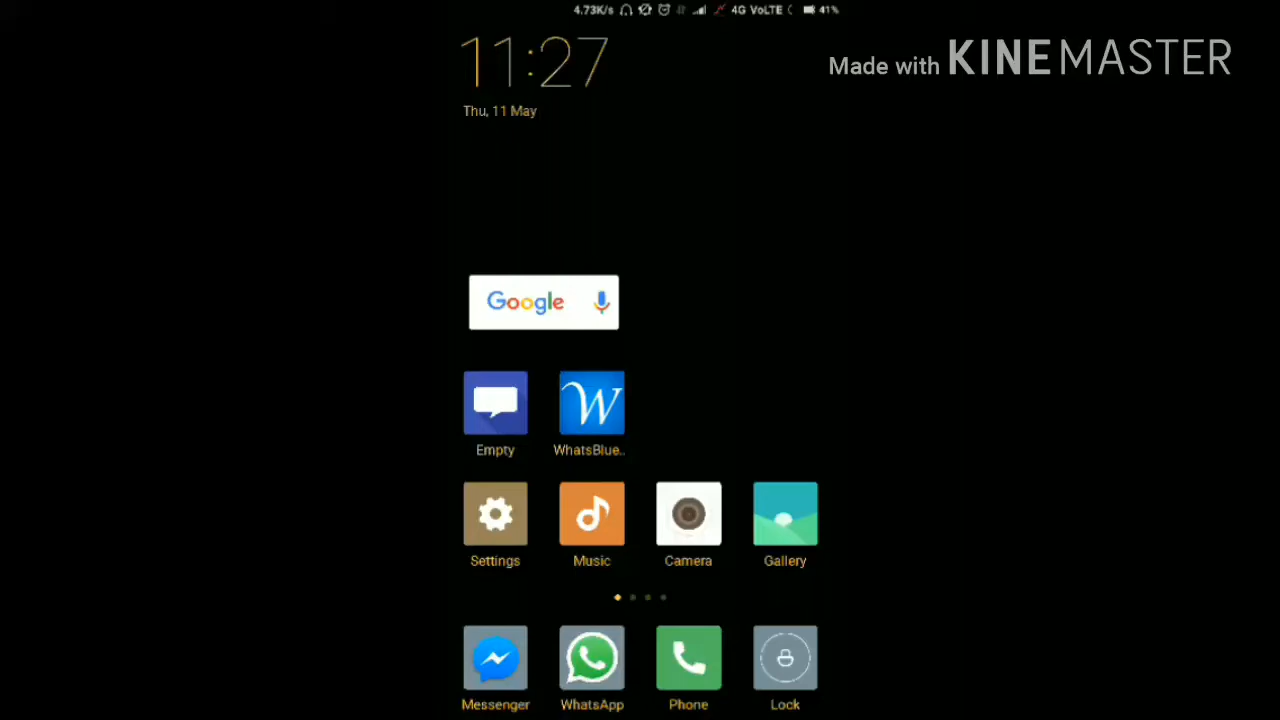 4.73K/s 4G VoLTE 41%
11:27
Made with KINEMASTER
Thu, 11 May
Google
W
Empty WhatsBlue..
Settings Music Camera Gallery
Messenger WhatsApp Phone Lock